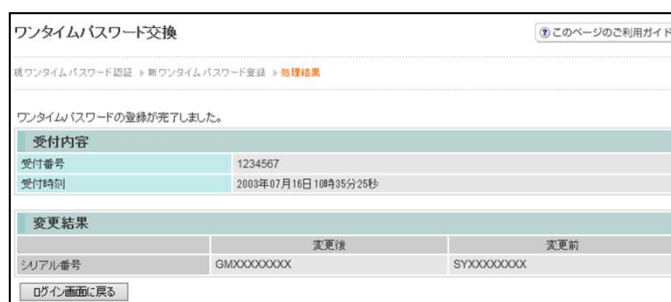 ワンタイムパスワード交換
?このページのご利用ガイド
現ワンタイムパスワード認証 ▶ 新ワンタイムパスワード登録 ▶ 処理結果
ワンタイムパスワードの登録が完了しました。
受付内容
受付番号 1234567
受付時刻 2003年07月16日10時35分25秒
変更結果
変更後 変更前
シリアル番号 GMXXXXXXXX SYXXXXXXXX
ログイン画面に戻る